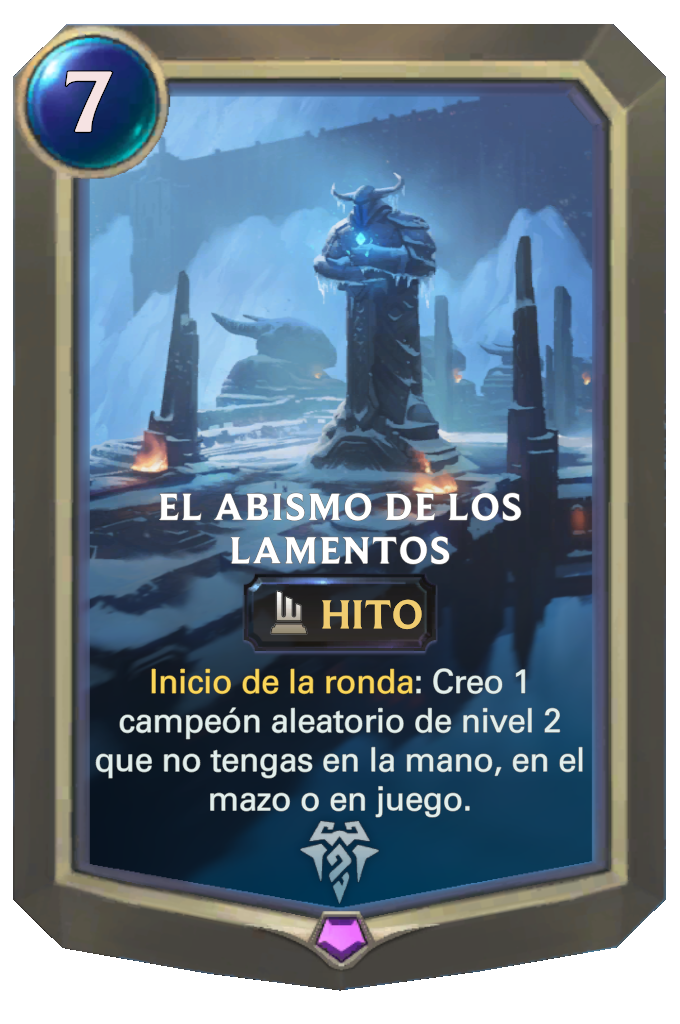 7
EL ABISMO DE LOS
LAMENTOS
HITO
Inicio de la ronda: Creo 1
campeón aleatorio de nivel 2
que no tengas en la mano, en el
mazo o en juego.